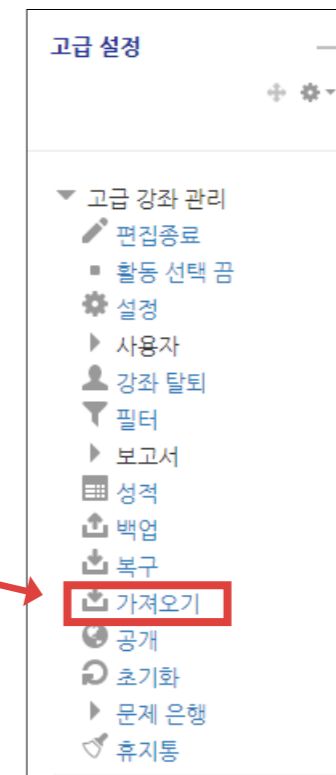 고급 설정
고급 강좌 관리
편집종료
활동 선택 끔
설정
사용자
강좌 탈퇴
필터
보고서
성적
백업
복구
가져오기
공개
초기화
문제 은행
휴지통